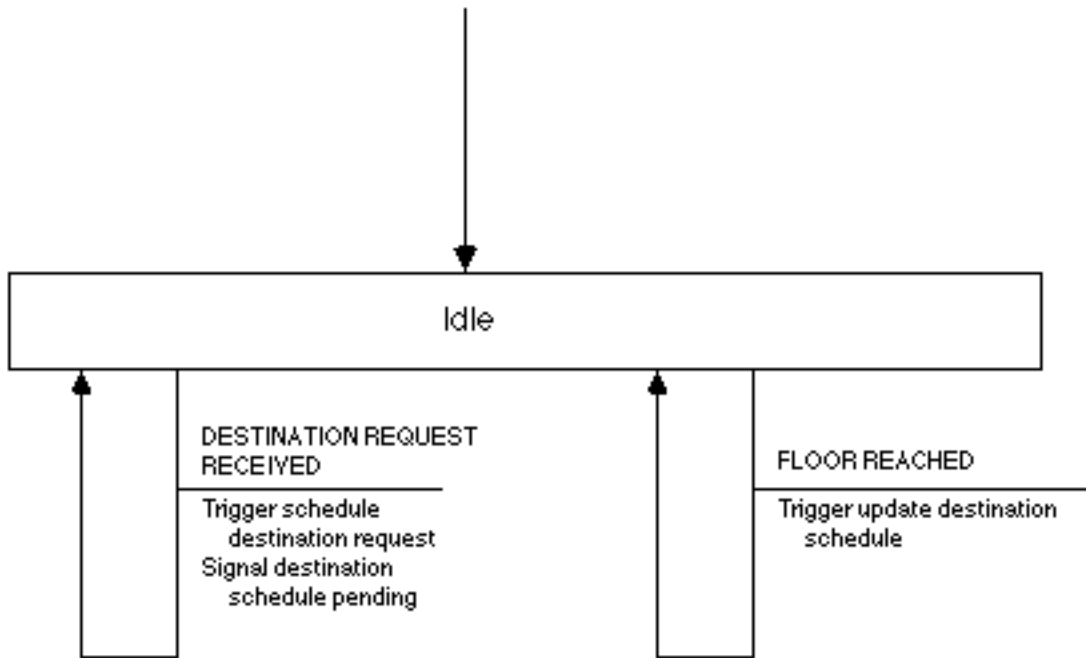 Idle
DESTINATION REQUEST
RECEIVED
Trigger schedule
destination request
Signal destination
schedule pending
FLOOR REACHED
Trigger update destination
schedule